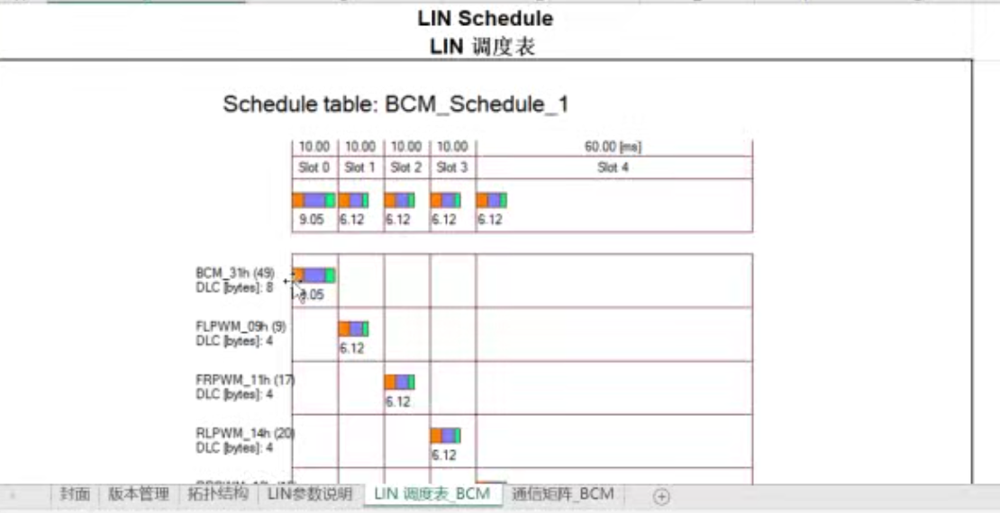 LIN Schedule
LIN 调度表
Schedule table: BCM_Schedule_1
10.00 10.00 10.00 10.00 60.00 [ms]
Slot 0 Slot 1 Slot 2 Slot 3 Slot 4
9.05 6.12 6.12 6.12 6.12
BCM_31h (49)
DLC [bytes]: 8
.05
FLPWM_09h (9)
DLC [bytes]: 4
6.12
FRPWM_11h (17)
DLC [bytes]: 4
6.12
RLPWM_14h (20)
DLC [bytes]: 4
6.12
封面 版本管理 拓扑结构 LIN参数说明 LIN 调度表_BCM 通信矩阵_BCM